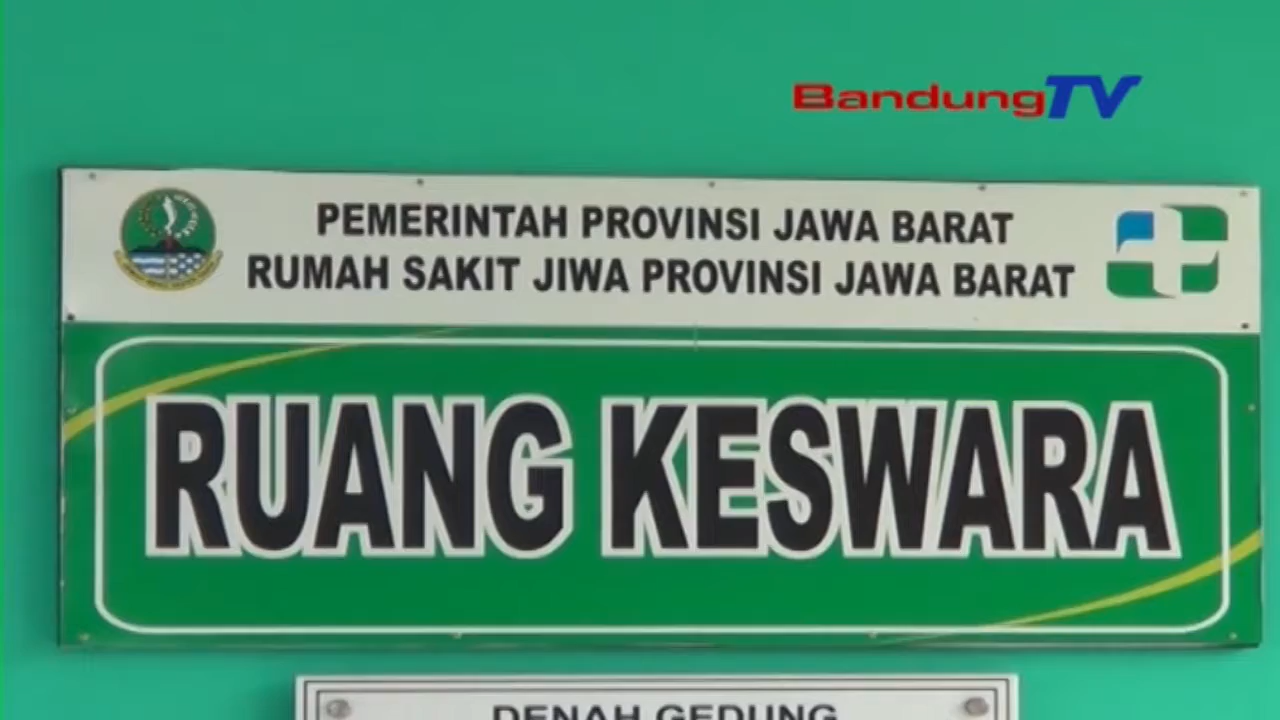 BandungTV
PEMERINTAH PROVINSI JAWA BARAT
RUMAH SAKIT JIWA PROVINSI JAWA BARAT
RUANG KESWARA
DENAH GEDUNG